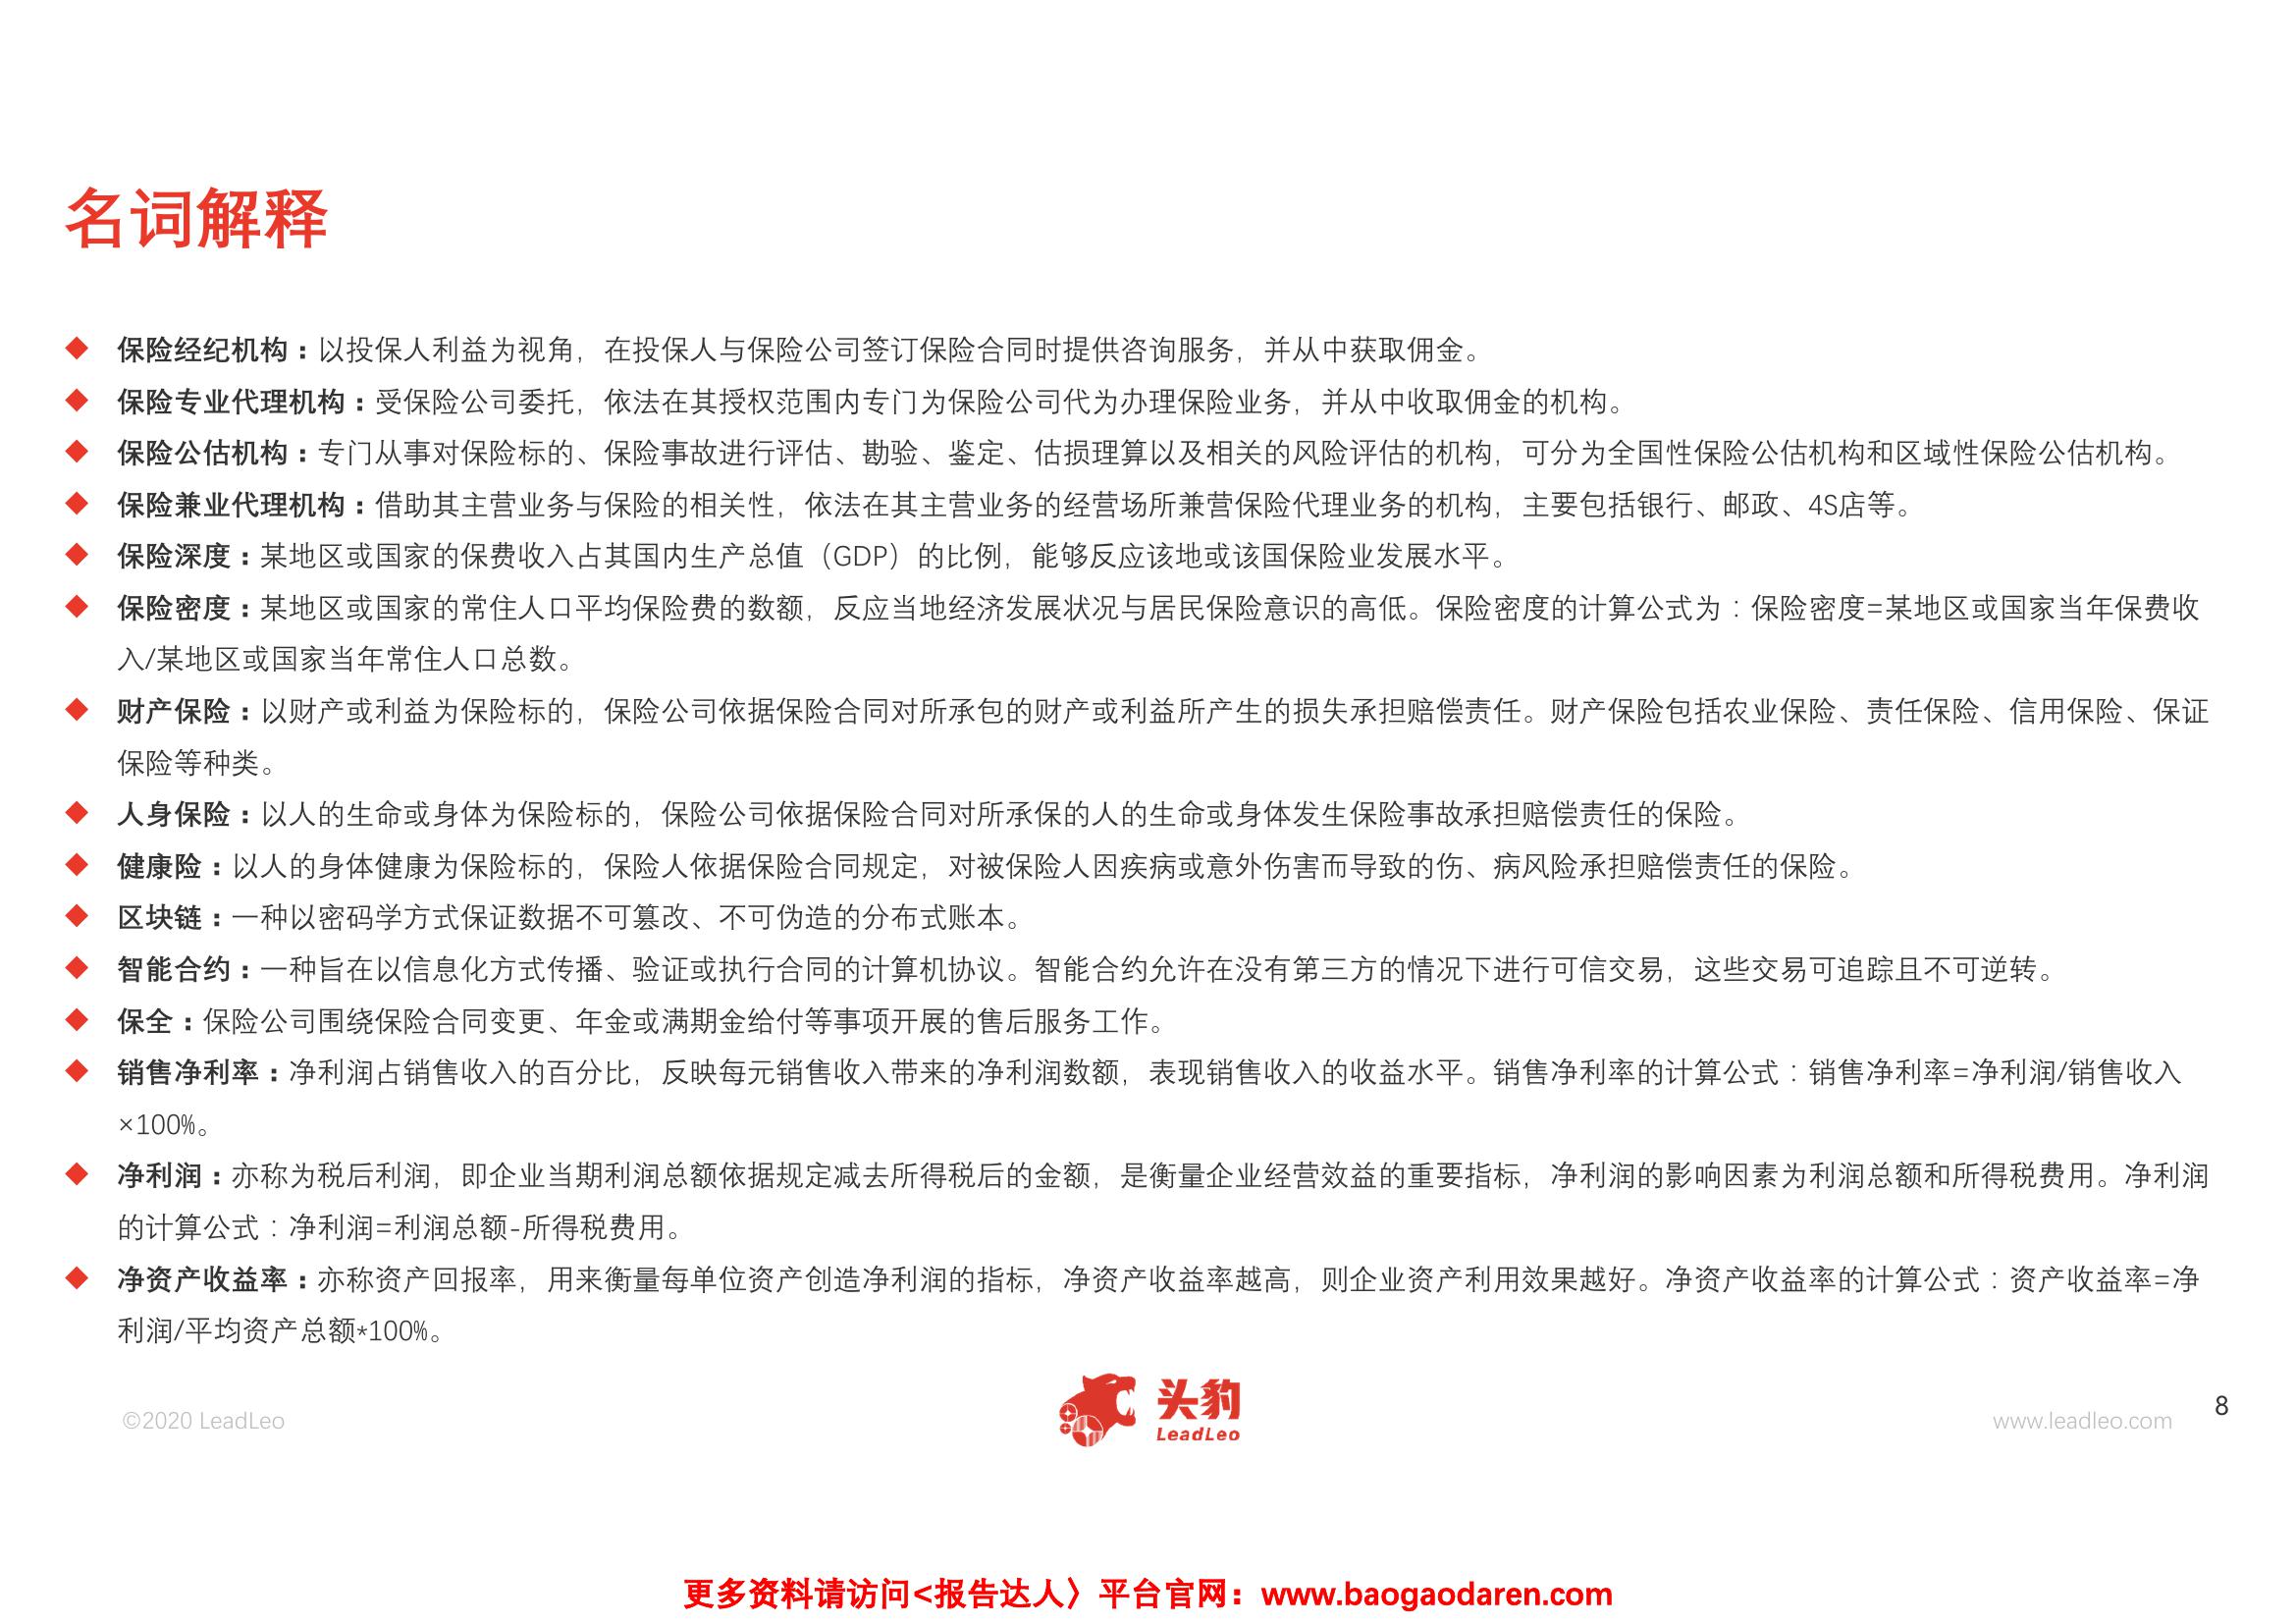 名词解释
◆ 保险经纪机构：以投保人利益为视角，在投保人与保险公司签订保险合同时提供咨询服务，并从中获取佣金。
◆ 保险专业代理机构：受保险公司委托，依法在其授权范围内专门为保险公司代为办理保险业务，并从中收取佣金的机构。
◆ 保险公估机构：专门从事对保险标的、保险事故进行评估、勘验、鉴定、估损理算以及相关的风险评估的机构，可分为全国性保险公估机构和区域性保险公估机构。
◆ 保险兼业代理机构：借助其主营业务与保险的相关性，依法在其主营业务的经营场所兼营保险代理业务的机构，主要包括银行、邮政、4S店等。
◆ 保险深度：某地区或国家的保费收入占其国内生产总值（GDP）的比例，能够反应该地或该国保险业发展水平。
◆ 保险密度：某地区或国家的常住人口平均保险费的数额，反应当地经济发展状况与居民保险意识的高低。保险密度的计算公式为：保险密度=某地区或国家当年保费收
入/某地区或国家当年常住人口总数。
◆ 财产保险：以财产或利益为保险标的，保险公司依据保险合同对所承包的财产或利益所产生的损失承担赔偿责任。财产保险包括农业保险、责任保险、信用保险、保证
保险等种类。
◆ 人身保险：以人的生命或身体为保险标的，保险公司依据保险合同对所承保的人的生命或身体发生保险事故承担赔偿责任的保险。
◆ 健康险：以人的身体健康为保险标的，保险人依据保险合同规定，对被保险人因疾病或意外伤害而导致的伤、病风险承担赔偿责任的保险。
◆ 区块链：一种以密码学方式保证数据不可篡改、不可伪造的分布式账本。
◆ 智能合约：一种旨在以信息化方式传播、验证或执行合同的计算机协议。智能合约允许在没有第三方的情况下进行可信交易，这些交易可追踪且不可逆转。
◆ 保全：保险公司围绕保险合同变更、年金或满期金给付等事项开展的售后服务工作。
◆ 销售净利率：净利润占销售收入的百分比，反映每元销售收入带来的净利润数额，表现销售收入的收益水平。销售净利率的计算公式：销售净利率=净利润/销售收入
×100%。
◆ 净利润：亦称为税后利润，即企业当期利润总额依据规定减去所得税后的金额，是衡量企业经营效益的重要指标，净利润的影响因素为利润总额和所得税费用。净利润
的计算公式：净利润=利润总额-所得税费用。
◆ 净资产收益率：亦称资产回报率，用来衡量每单位资产创造净利润的指标，净资产收益率越高，则企业资产利用效果越好。净资产收益率的计算公式：资产收益率=净
利润/平均资产总额*100%。
©2020 LeadLeo
头豹
LeadLeo
www.leadleo.com
8
更多资料请访问<报告达人〉平台官网：www.baogaodaren.com